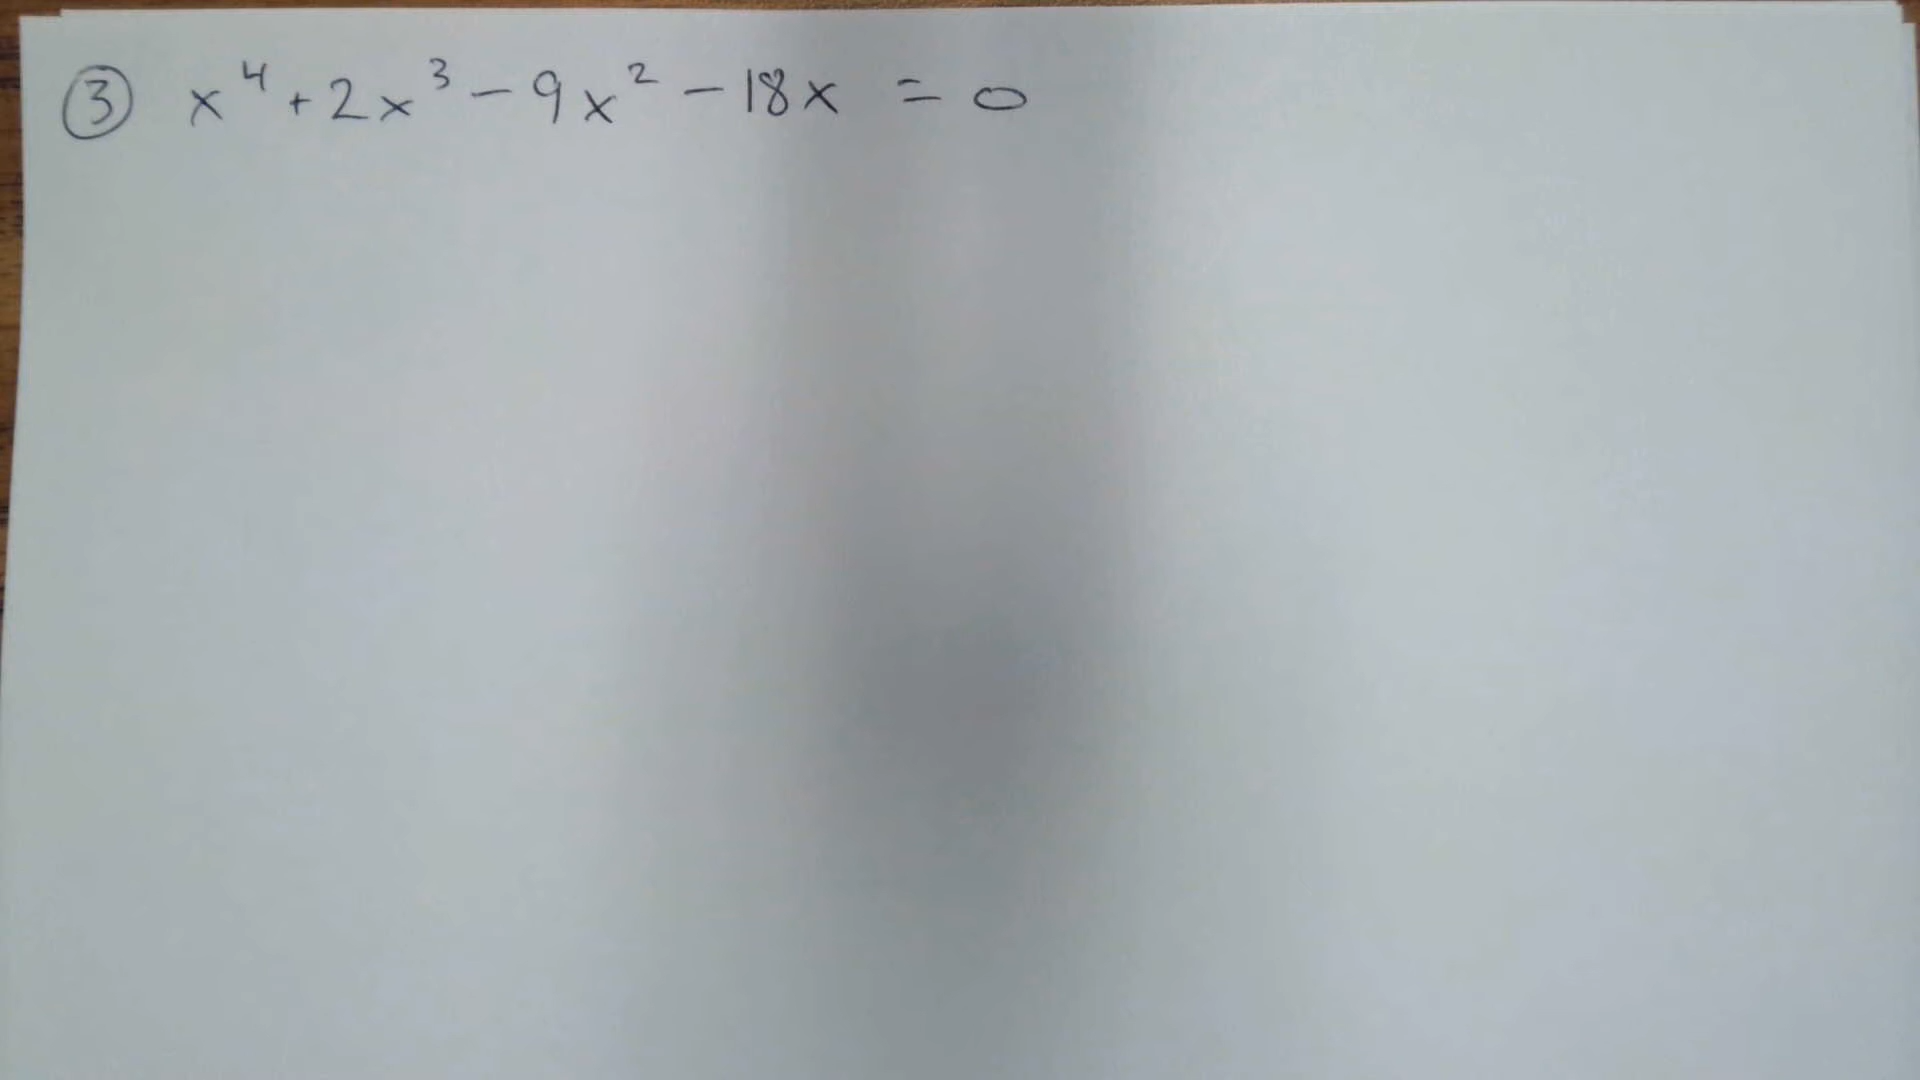 ③ x⁴ + 2x³ - 9x² - 18x = 0